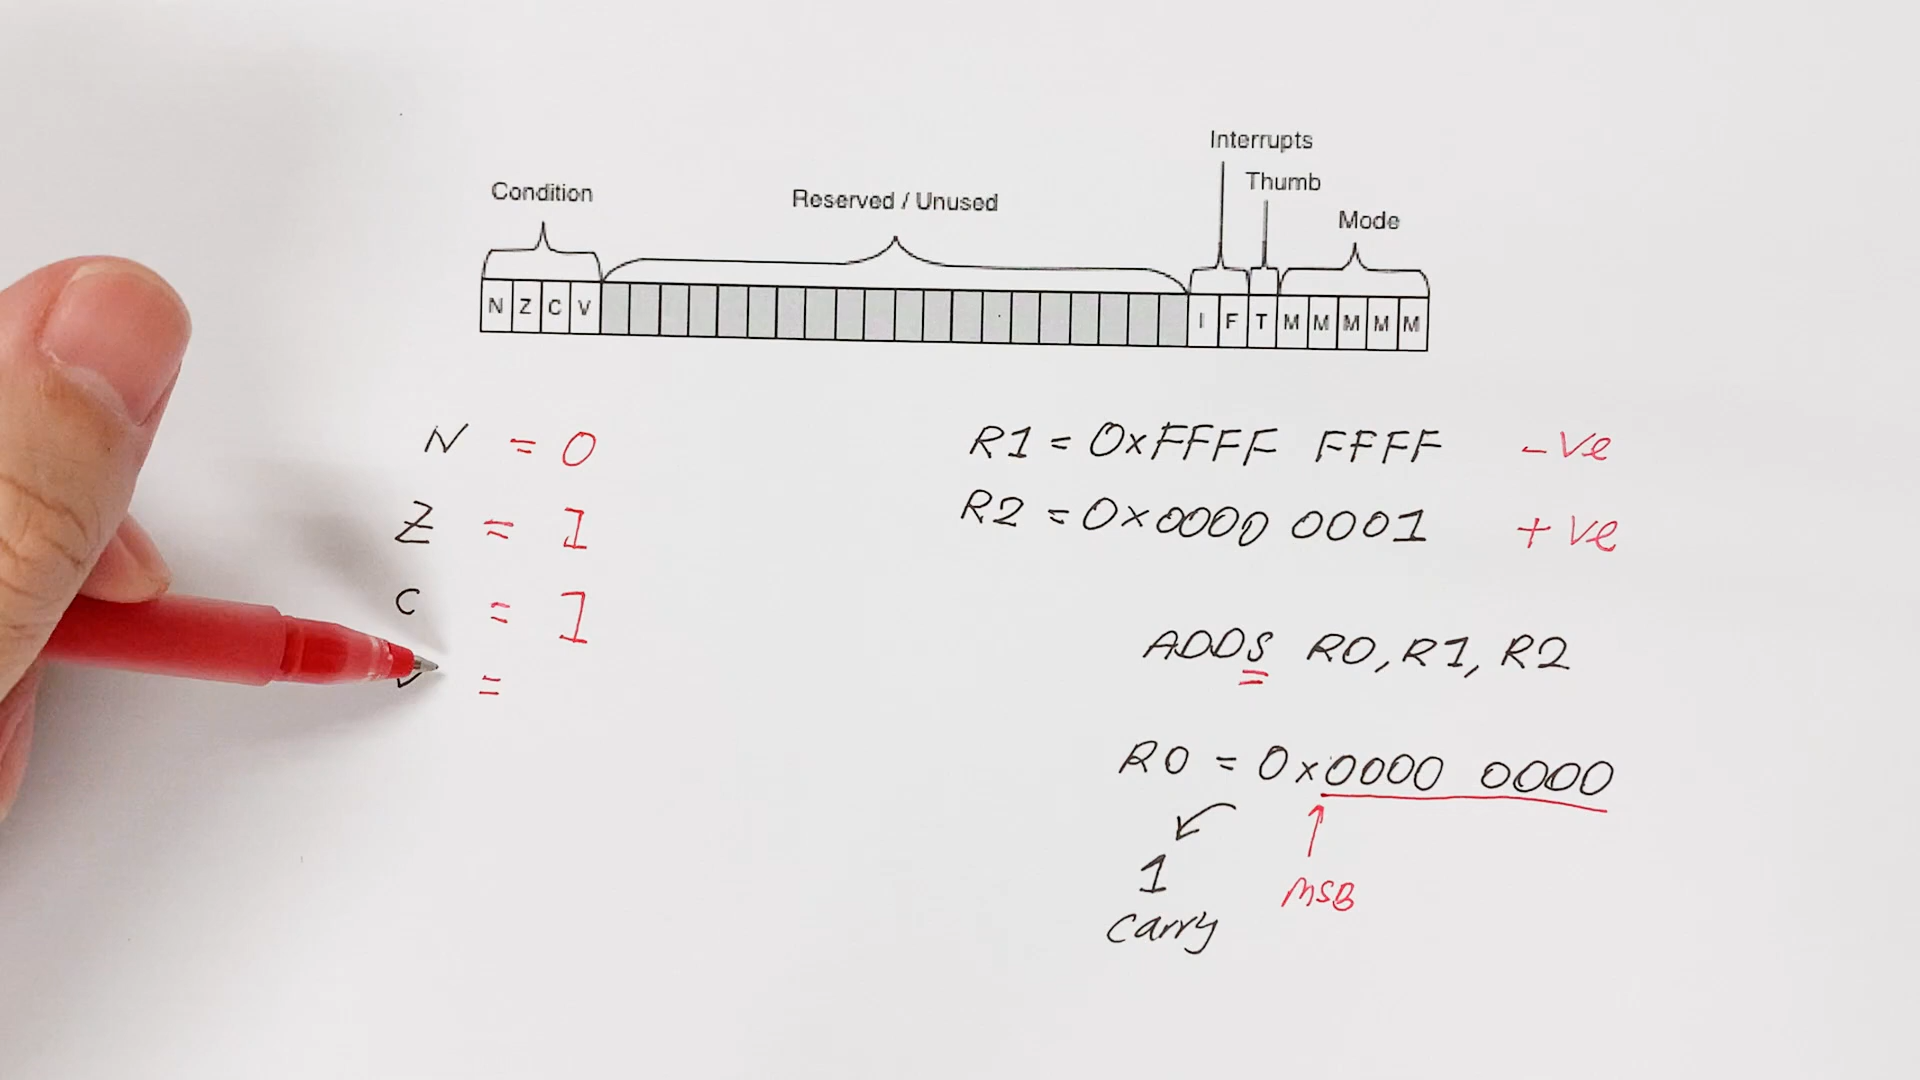 Interrupts
Thumb
Condition
Reserved / Unused
Mode
N Z C V I F T M M M M M
N = 0
Z = 1
C = 1
=
R1 = 0xFFFF FFFF -ve
R2 = 0x0000 0001 +ve
ADDS R0, R1, R2
R0 = 0x0000 0000
1
MSB
Carry